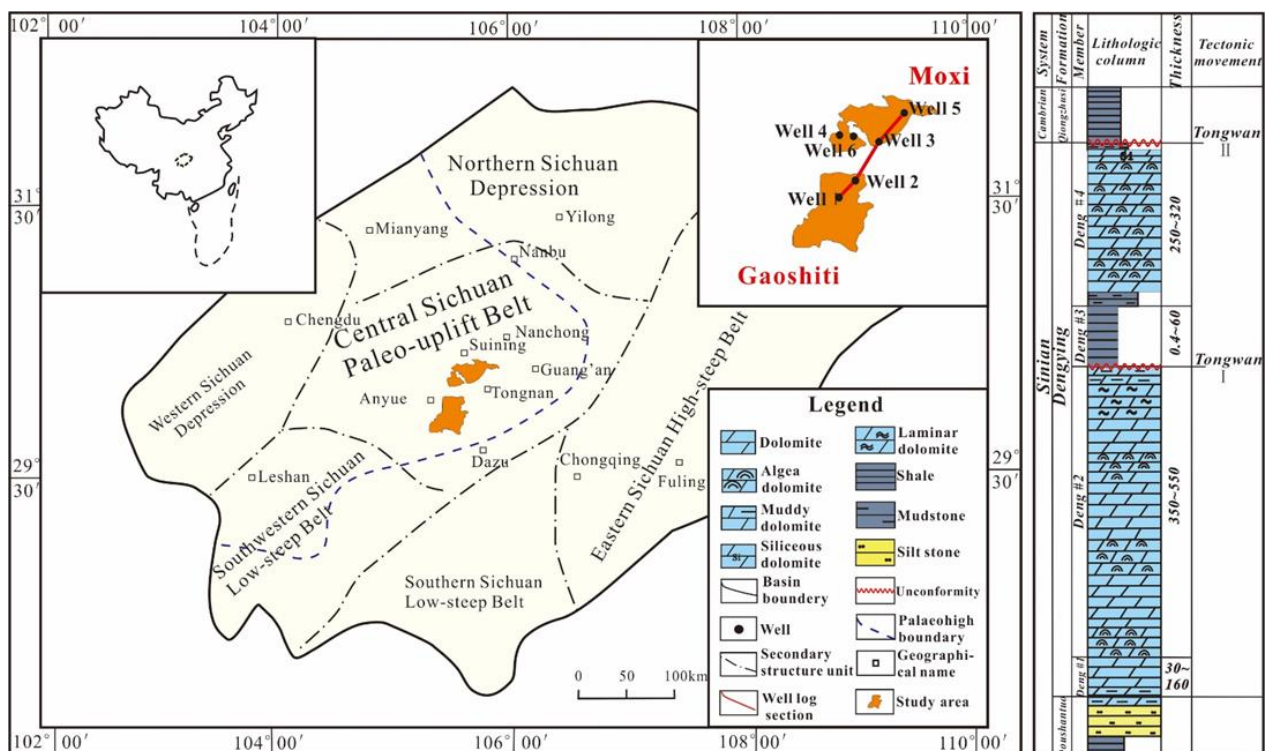 102° 00′
104° 00′
106° 00′
108° 00′
110° 00′
31°
30′
29°
30′
31°
30′
29°
30′
102° 00′
104° 00′
106° 00′
108° 00′
110° 00′
Northern Sichuan
Depression
Mianyang
Yilong
Nanbu
Central Sichuan
Paleo-uplift Belt
Chengdu
Nanchong
Suining
Guang'an
Western Sichuan
Depression
Anyue
Tongnan
Eastern Sichuan High-steep Belt
Leshan
Dazu
Chongqing
Fuling
Southwestern Sichuan
Low-steep Belt
Southern Sichuan
Low-steep Belt
0 50 100km
Moxi
Well 5
Well 4
Well 6
Well 3
Well 2
Well 1
Gaoshiti
Legend
Dolomite
Laminar
dolomite
Algea
dolomite
Shale
Muddy
dolomite
Mudstone
Si
Siliceous
dolomite
Silt stone
Basin
boundery
Unconformity
Well
Palaeohigh
boundary
Secondary
structure unit
Geographi-
cal name
Well log
section
Study area
System
Formation
Member
Lithologic
column
Thickness
Tectonic
movement
Cambrian
Qiongzhusi
Tongwan
II
Si
Deng #4
250~320
Sinian
Dengying
Deng #3
0.4~60
Tongwan
I
Deng #2
350~550
Deng #1
30~
160